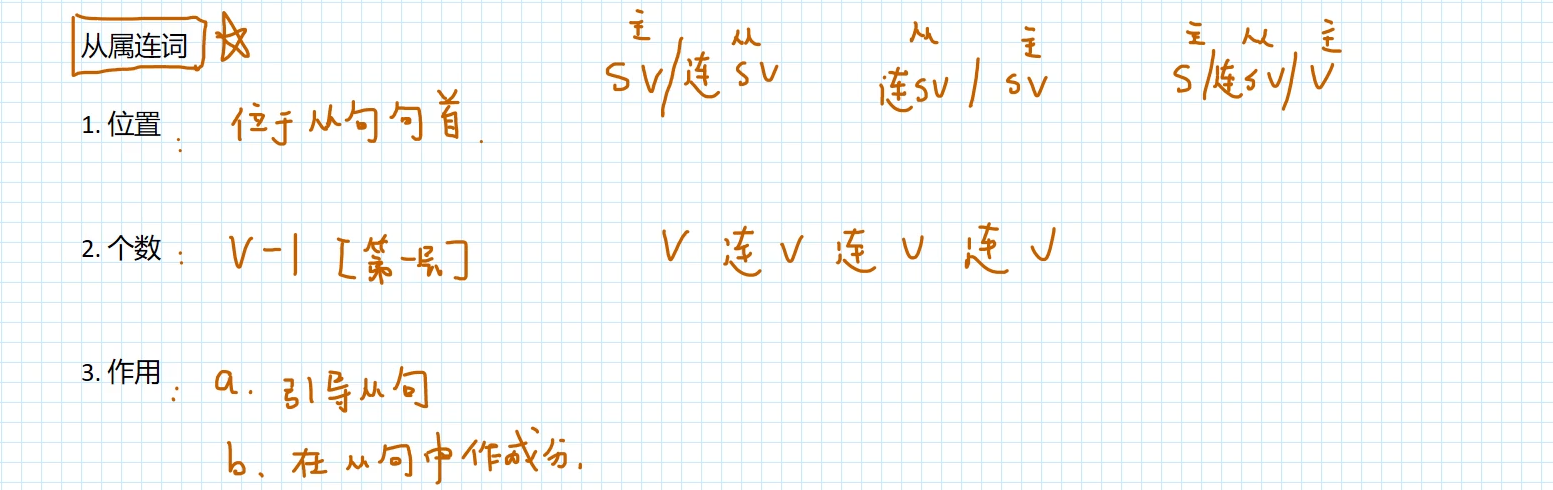 从属连词 ☆
主 从 从 主 主 从 主
SV/连SV 连SV/SV S/连SV/V
1. 位置：位于从句句首.
2. 个数：V-1 [第一层] V 连 V 连 V 连 V
3. 作用：a. 引导从句
b、在从句中作成分.